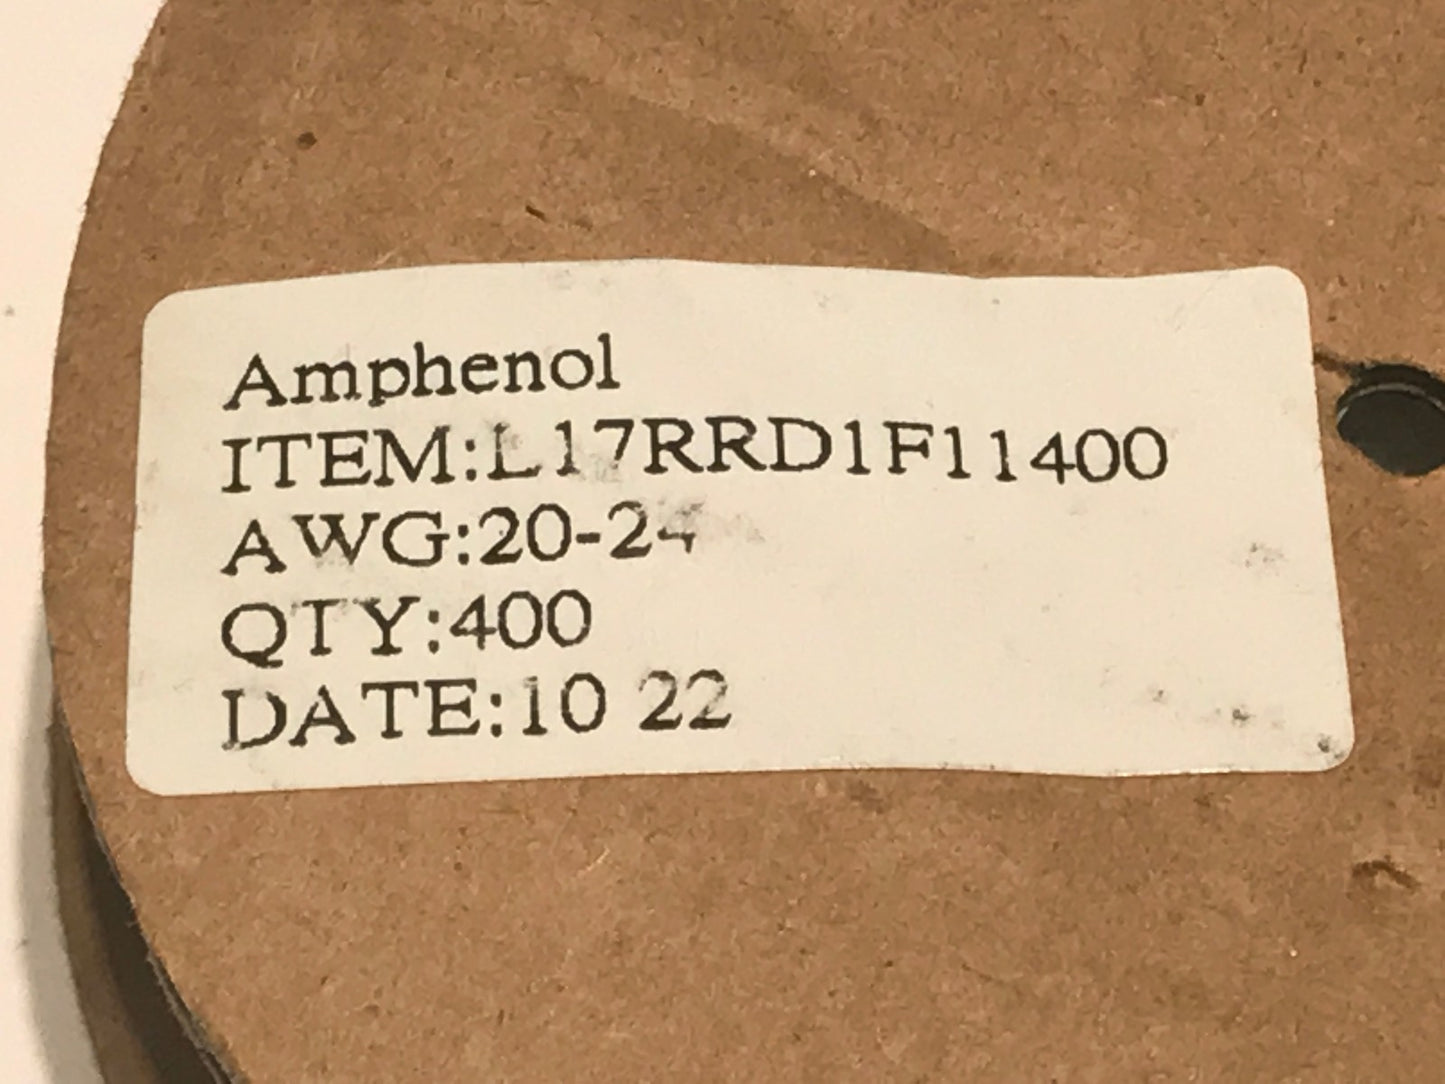 Amphenol
ITEM:L17RRD1F11400
AWG:20-24
QTY:400
DATE:10 22